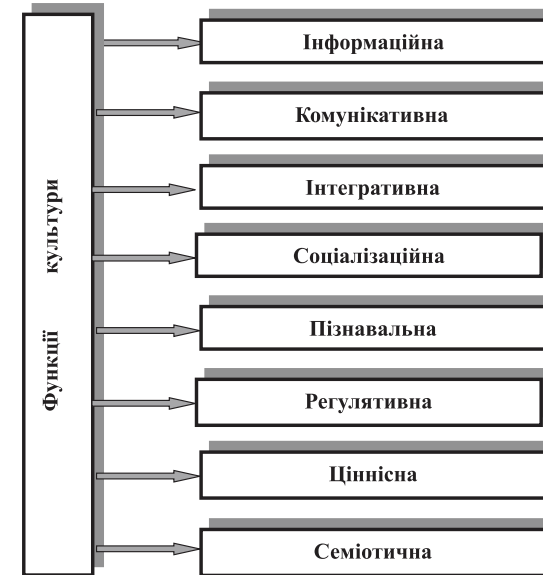 Функції культури
Інформаційна
Комунікативна
Інтегративна
Соціалізаційна
Пізнавальна
Регулятивна
Ціннісна
Семіотична